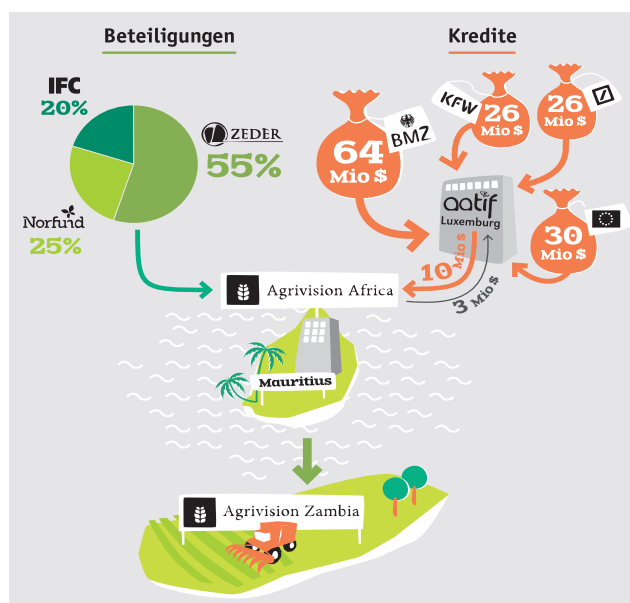 Beteiligungen
Kredite
IFC
20%
ZEDER
55%
Norfund
25%
64
Mio $
BMZ
KFW
26
Mio $
26
Mio $
aatif
Luxemburg
30
Mio $
10 Mio $
3 Mio $
Agrivision Africa
Mauritius
Agrivision Zambia